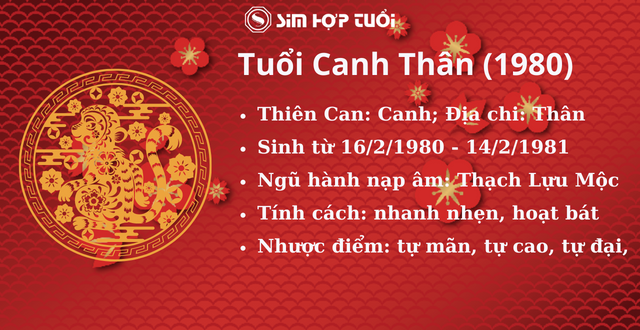 SIM HỢP TUỔI
Tuổi Canh Thân (1980)
• Thiên Can: Canh; Địa chi: Thân
• Sinh từ 16/2/1980 - 14/2/1981
• Ngũ hành nạp âm: Thạch Lựu Mộc
• Tính cách: nhanh nhẹn, hoạt bát
• Nhược điểm: tự mãn, tự cao, tự đại,